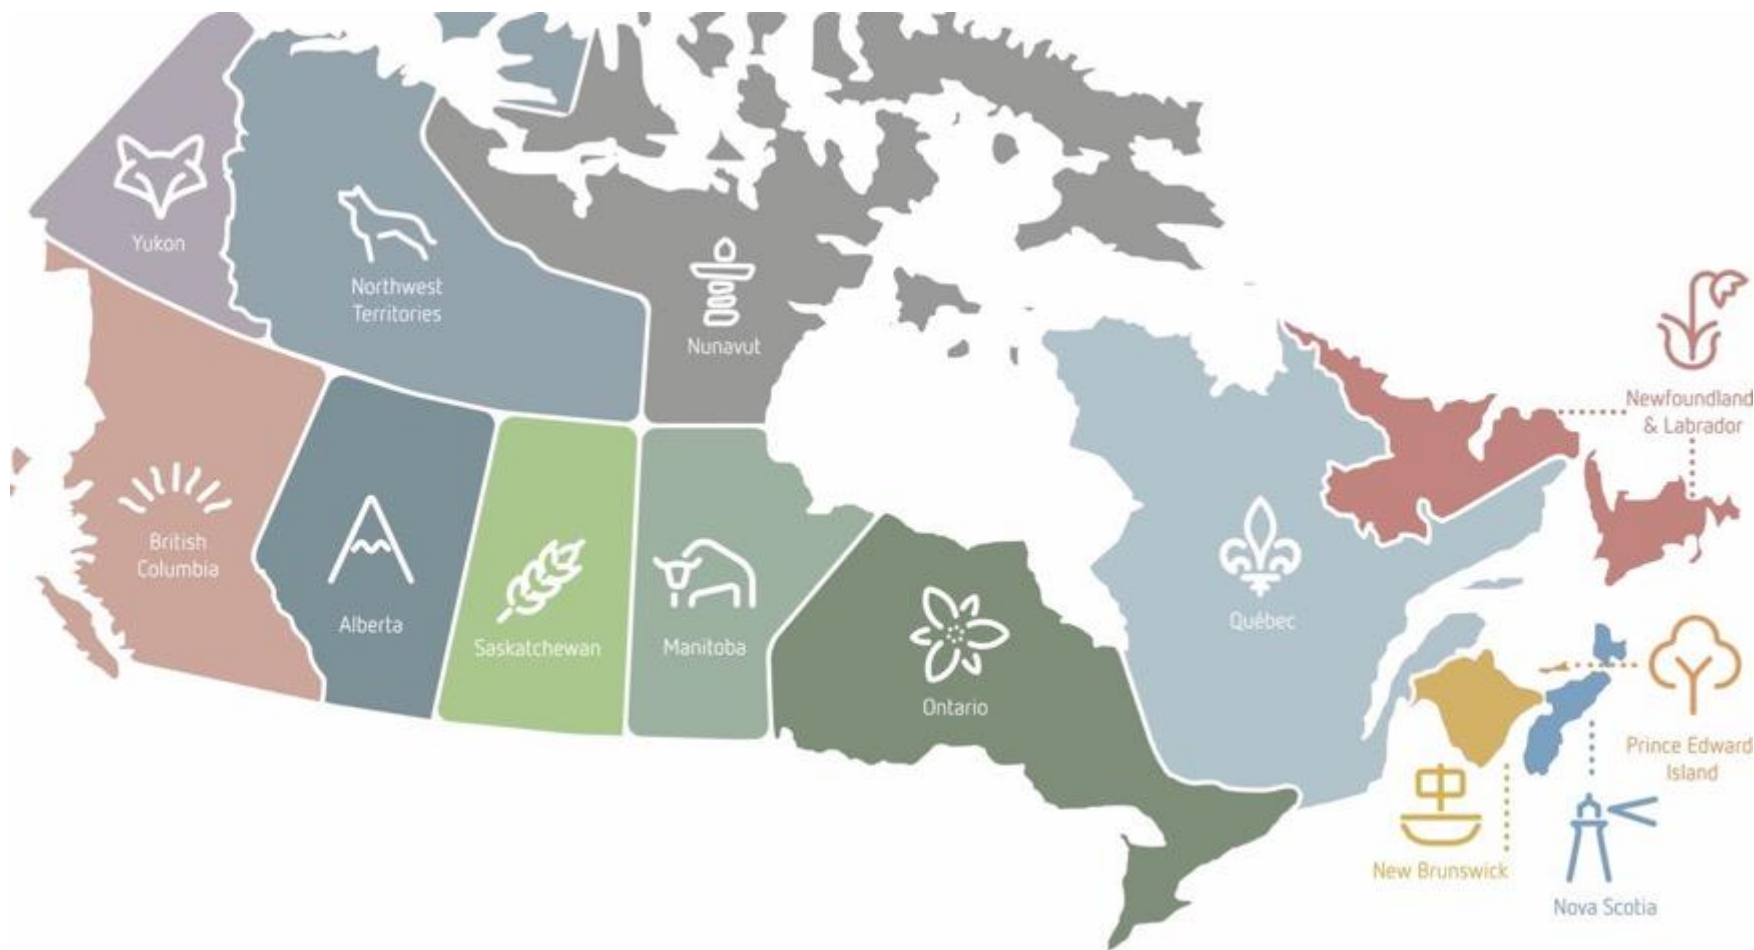 Yukon
Northwest
Territories
Nunavut
Newfoundland
& Labrador
British
Columbia
Alberta
Saskatchewan
Manitoba
Ontario
Québec
Prince Edward
Island
New Brunswick
Nova Scotia